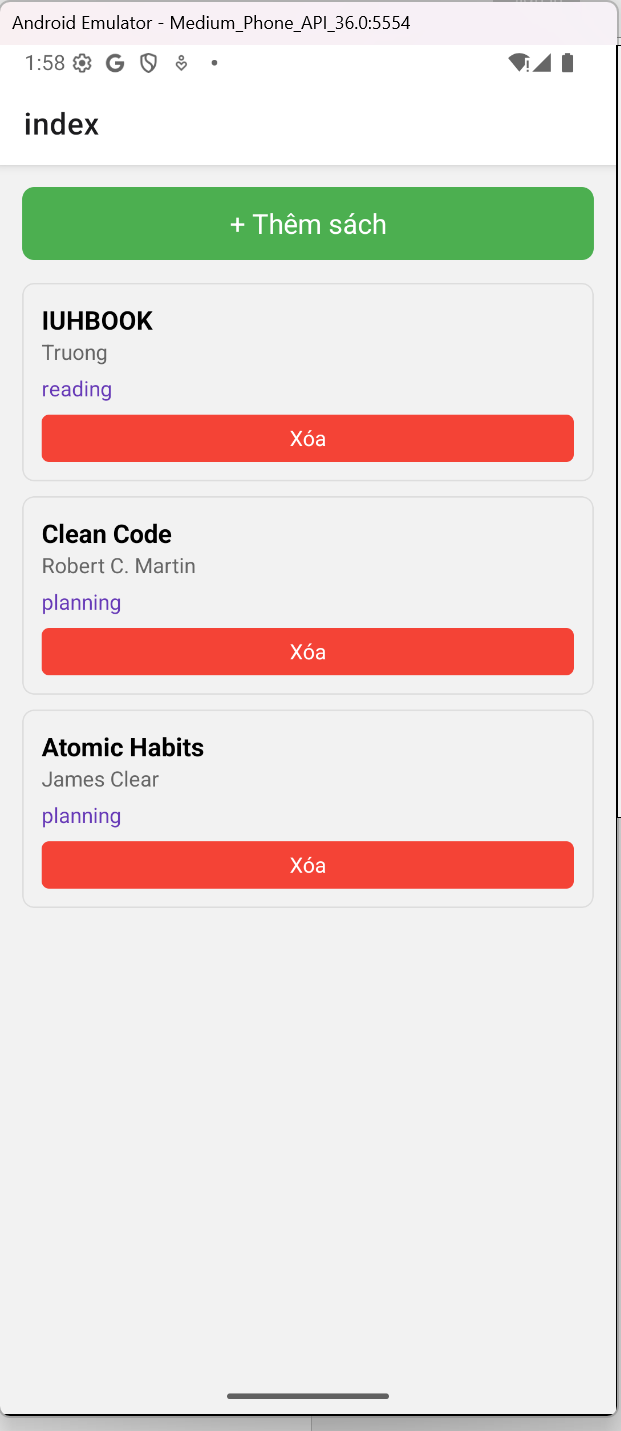 Android Emulator - Medium_Phone_API_36.0:5554
1:58
index
+ Thêm sách
IUHBOOK
Truong
reading
Xóa
Clean Code
Robert C. Martin
planning
Xóa
Atomic Habits
James Clear
planning
Xóa